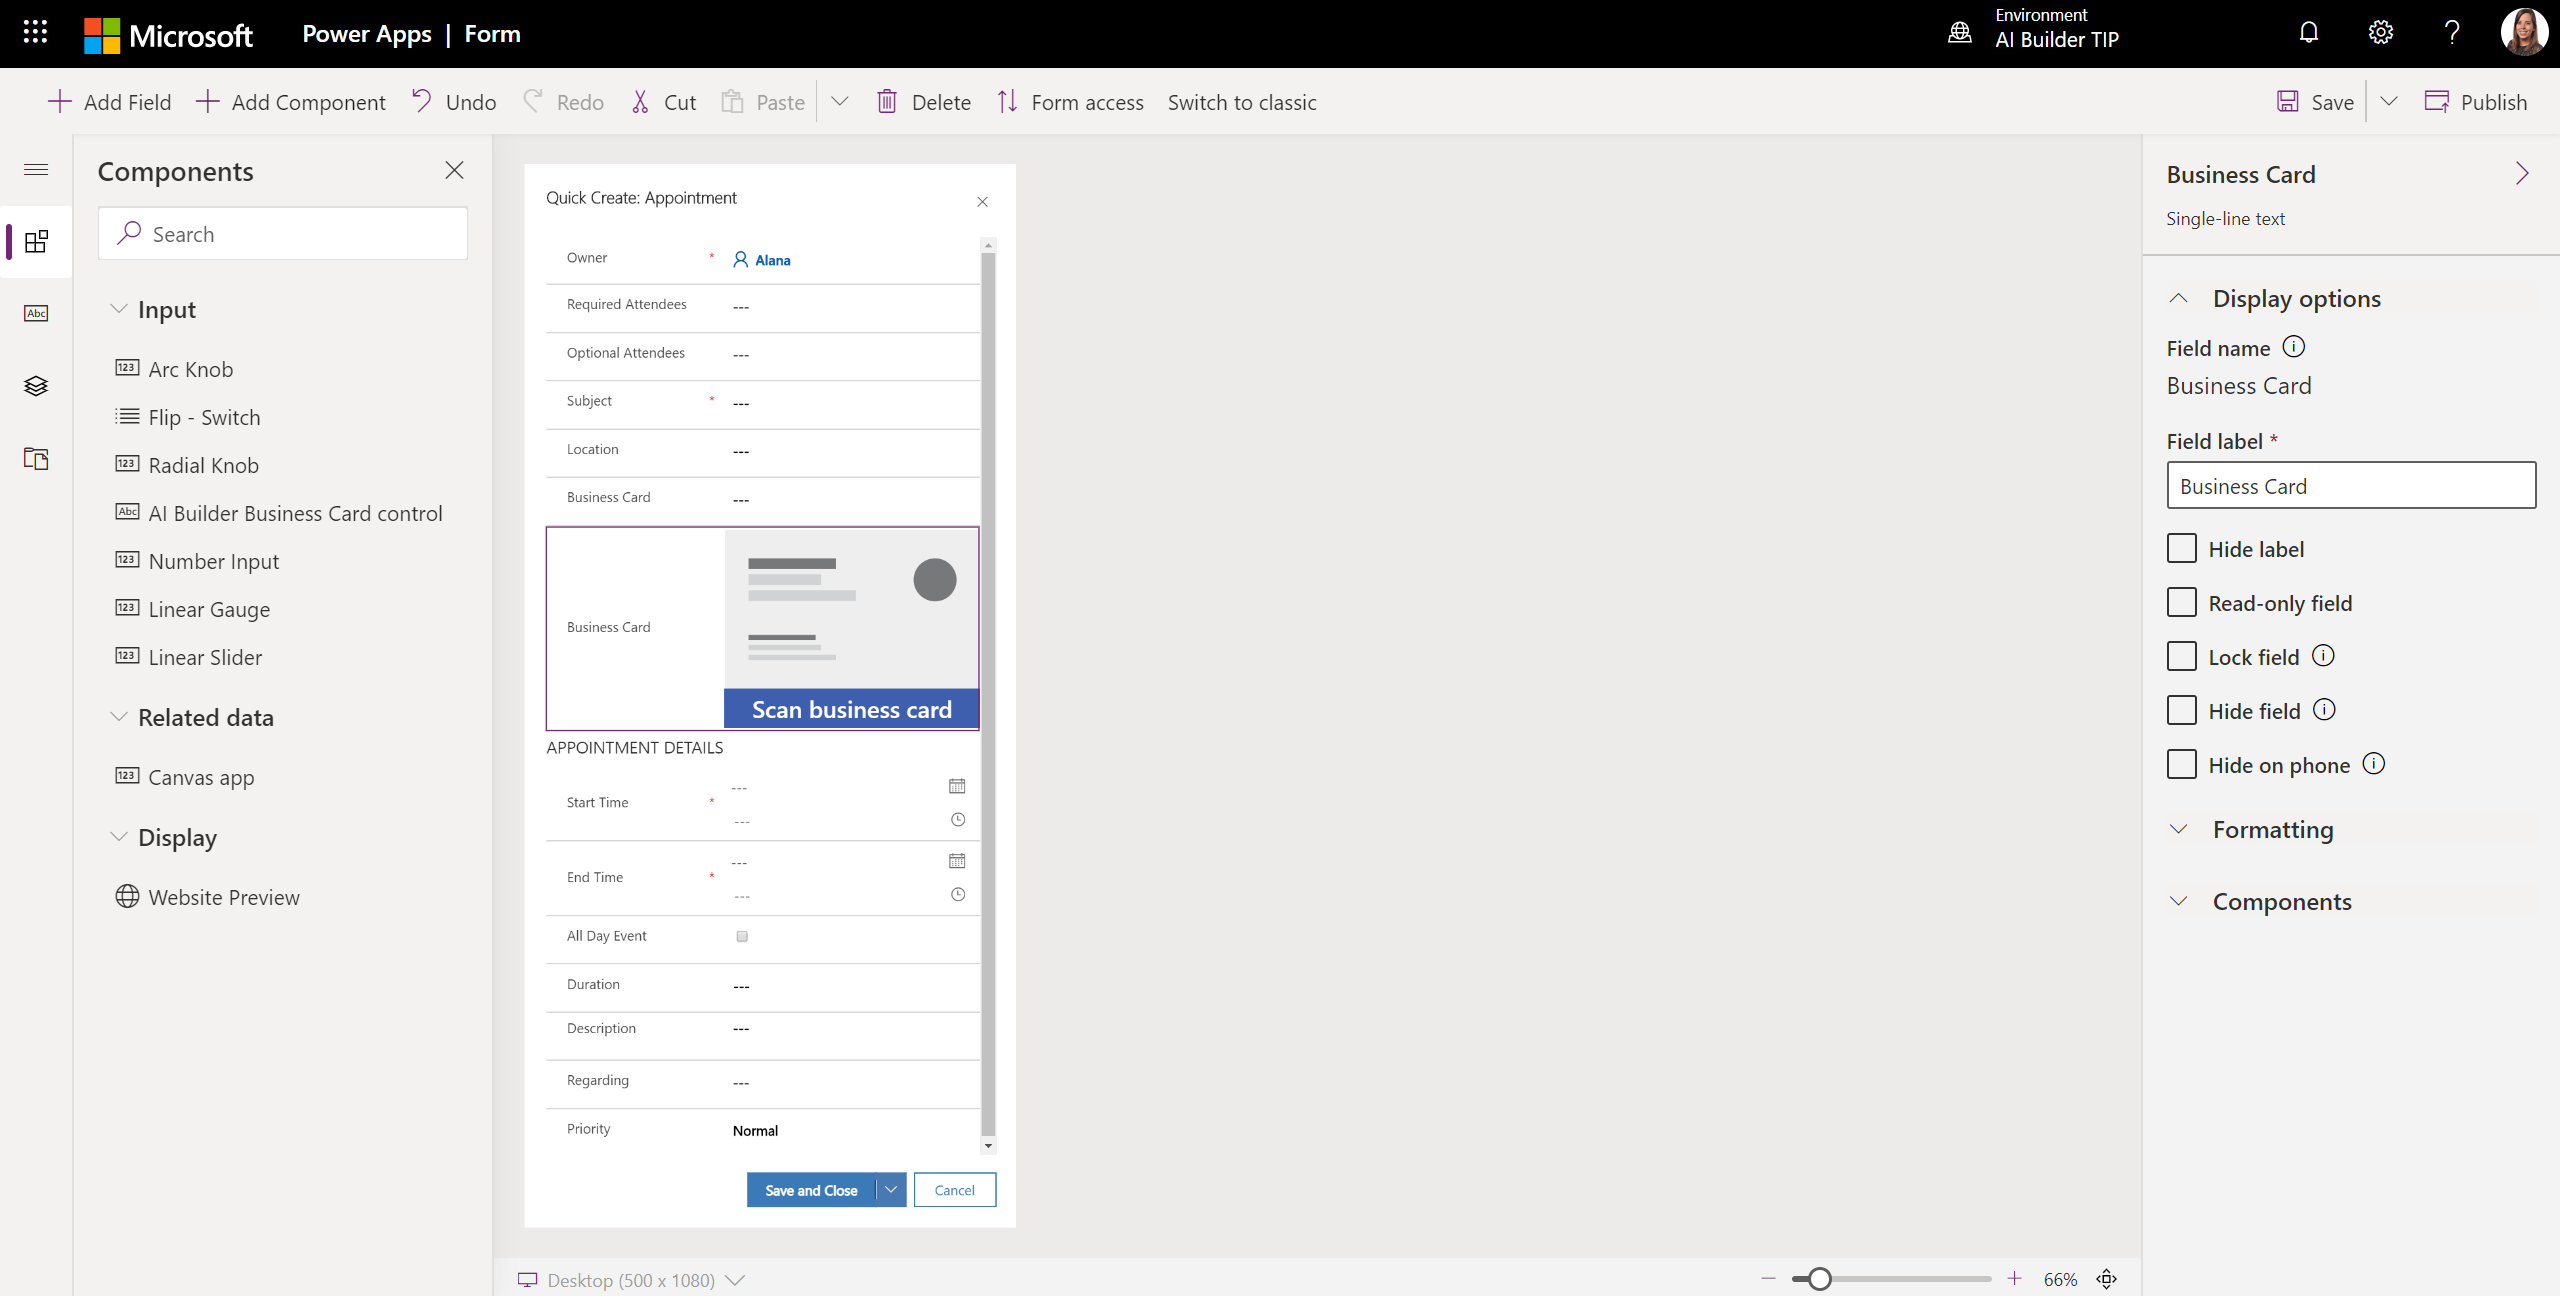 Microsoft
Power Apps | Form
Environment
AI Builder TIP
Add Field
Add Component
Undo
Redo
Cut
Paste
Delete
Form access
Switch to classic
Save
Publish
Components
Search
Input
123 Arc Knob
Flip - Switch
123 Radial Knob
Abc AI Builder Business Card control
123 Number Input
123 Linear Gauge
123 Linear Slider
Related data
123 Canvas app
Display
Website Preview
Abc
Quick Create: Appointment
Owner * Alana
Required Attendees ---
Optional Attendees ---
Subject * ---
Location ---
Business Card ---
Business Card
Scan business card
APPOINTMENT DETAILS
Start Time * ---
---
End Time * ---
---
All Day Event
Duration ---
Description ---
Regarding ---
Priority Normal
Save and Close
Cancel
Desktop (500 x 1080)
66%
Business Card
Single-line text
Display options
Field name
Business Card
Field label *
Business Card
Hide label
Read-only field
Lock field
Hide field
Hide on phone
Formatting
Components